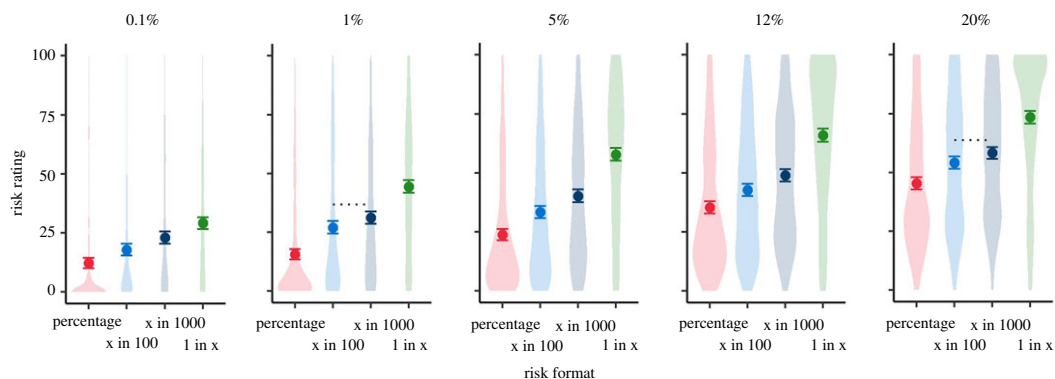 0.1% 1% 5% 12% 20%
100
75
50
25
0
risk rating
percentage x in 1000 percentage x in 1000 percentage x in 1000 percentage x in 1000 percentage x in 1000
x in 100 1 in x x in 100 1 in x x in 100 1 in x x in 100 1 in x x in 100 1 in x
risk format